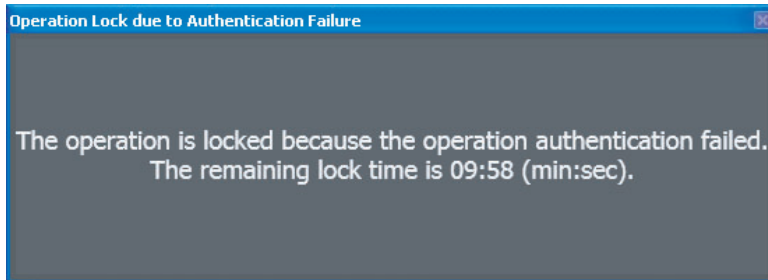 Operation Lock due to Authentication Failure
The operation is locked because the operation authentication failed.
The remaining lock time is 09:58 (min:sec).